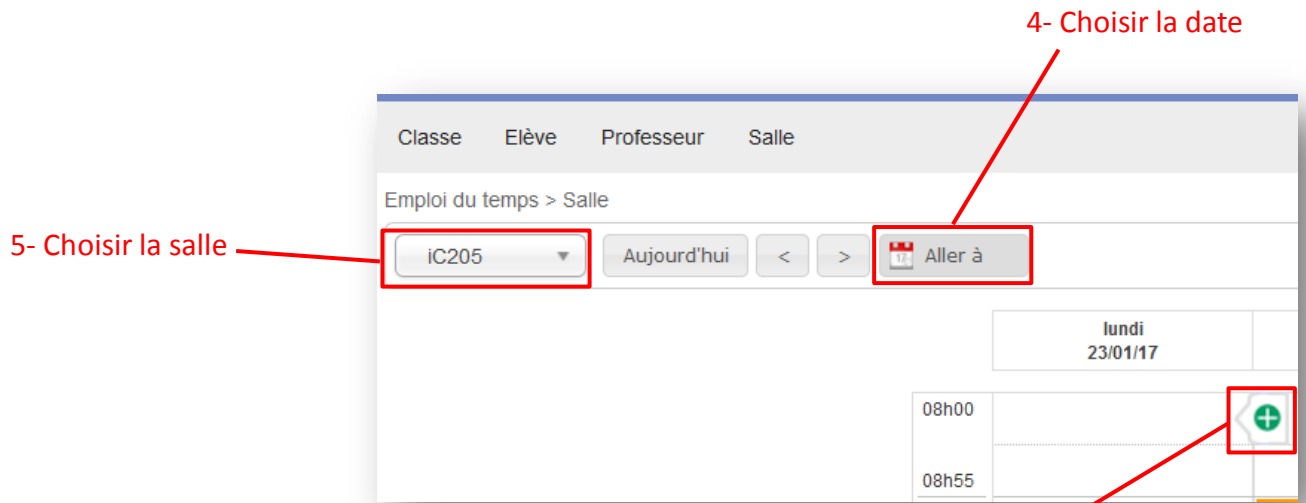 4- Choisir la date
Classe Elève Professeur Salle
Emploi du temps > Salle
5- Choisir la salle
iC205 Aujourd'hui < > Aller à
lundi
23/01/17
08h00
08h55